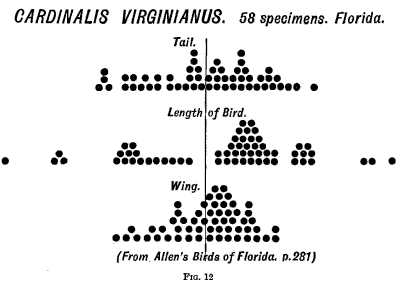 CARDINALIS VIRGINIANUS. 58 specimens. Florida.
Tail.
Length of Bird.
Wing.
(From Allen's Birds of Florida. p.281)
FIG. 12